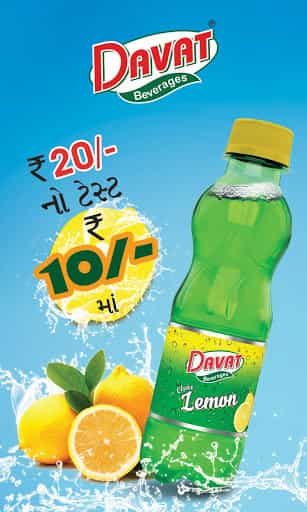 DAVAT®
Beverages
₹ 20/-
નો ટેસ્ટ
₹
10/-
માં
DAVAT
Beverages
Lemon